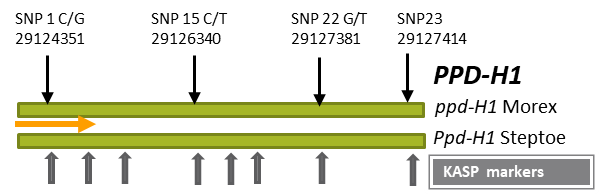 SNP 1 C/G
29124351
SNP 15 C/T
29126340
SNP 22 G/T
29127381
SNP23
29127414
PPD-H1
ppd-H1 Morex
Ppd-H1 Steptoe
KASP markers